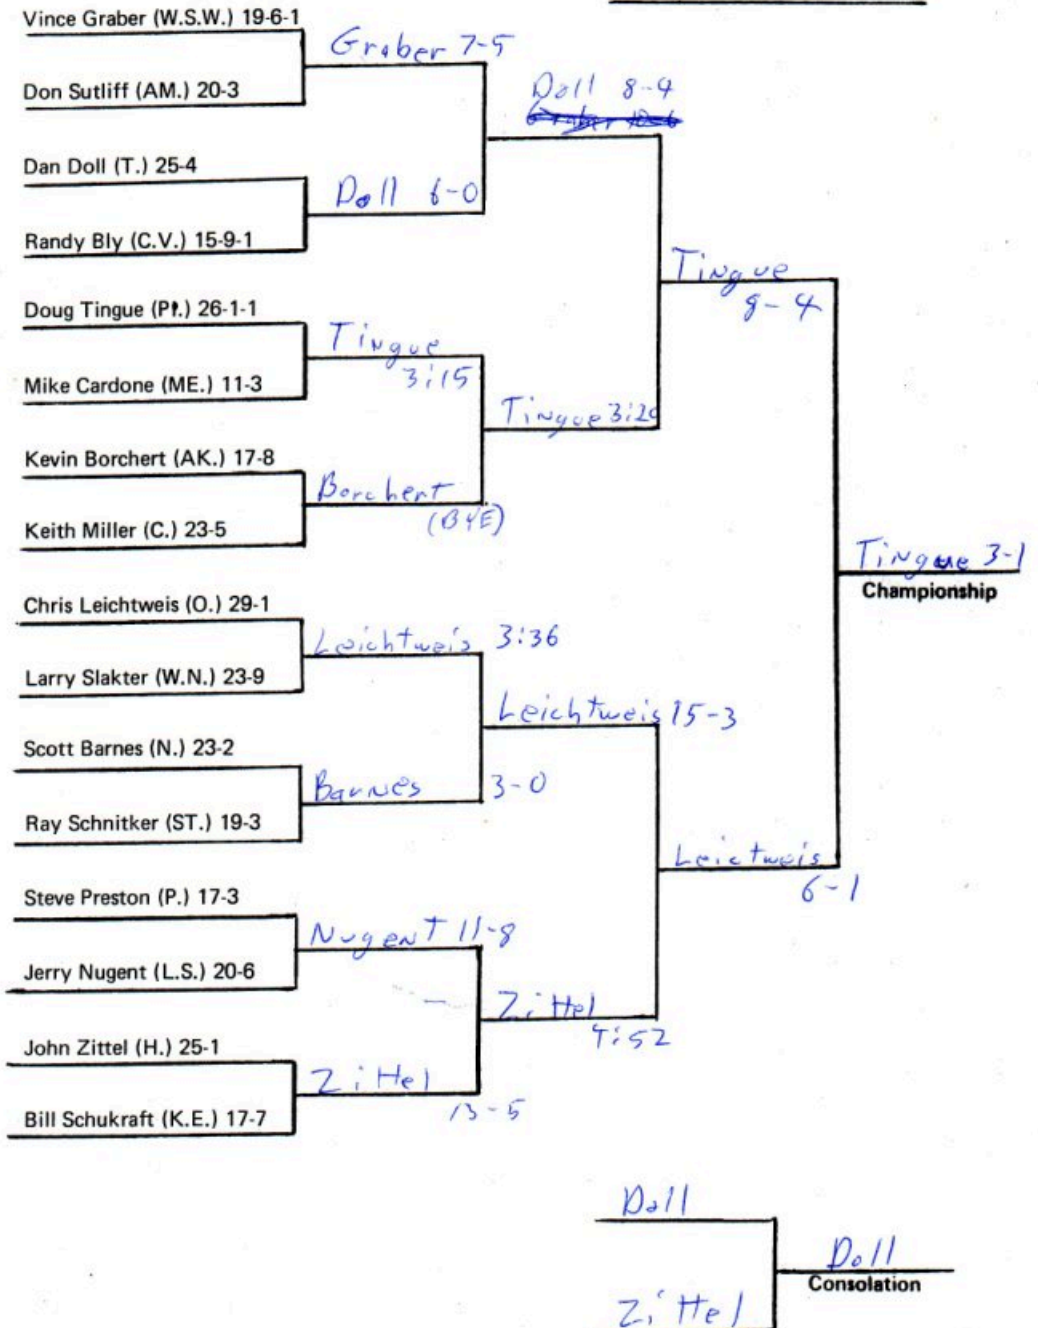 Vince Graber (W.S.W.) 19-6-1
Graber 7-5
Don Sutliff (AM.) 20-3
Doll 8-4
Dan Doll (T.) 25-4
Doll 6-0
Randy Bly (C.V.) 15-9-1
Tingue
8-4
Doug Tingue (P.) 26-1-1
Tingue
3:15
Mike Cardone (ME.) 11-3
Tingue
Kevin Borchert (AK.) 17-8
Borchert
(BYE)
Keith Miller (C.) 23-5
Tingue 3-1
Championship
Chris Leichtweis (O.) 29-1
Leichtweis 3:36
Larry Slakter (W.N.) 23-9
Leichtweis 15-3
Scott Barnes (N.) 23-2
Barnes 3-0
Ray Schnitker (ST.) 19-3
Leictweis
6-1
Steve Preston (P.) 17-3
Nugent 11-8
Jerry Nugent (L.S.) 20-6
Zittel
4:52
John Zittel (H.) 25-1
Zittel
13-5
Bill Schukraft (K.E.) 17-7
Doll
Doll
Consolation
Zittel